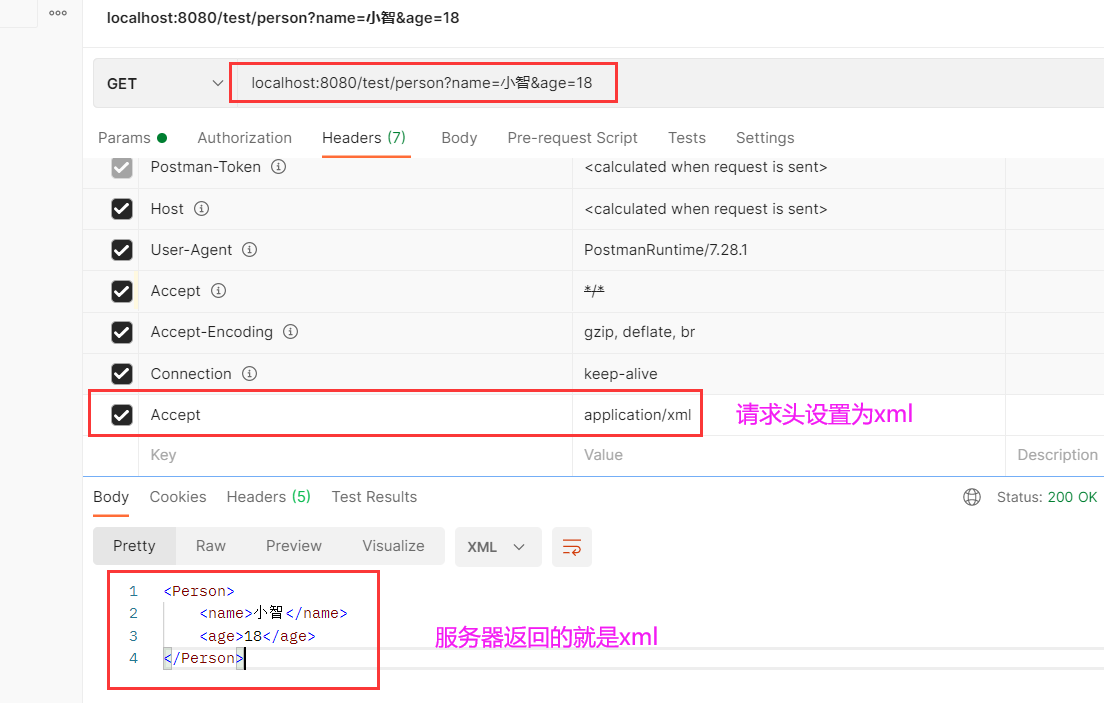 localhost:8080/test/person?name=小智&age=18
GET localhost:8080/test/person?name=小智&age=18
Params Authorization Headers (7) Body Pre-request Script Tests Settings
Postman-Token <calculated when request is sent>
Host <calculated when request is sent>
User-Agent PostmanRuntime/7.28.1
Accept */*
Accept-Encoding gzip, deflate, br
Connection keep-alive
Accept application/xml 请求头设置为xml
Key Value Description
Body Cookies Headers (5) Test Results Status: 200 OK
Pretty Raw Preview Visualize XML
1 <Person>
2 <name>小智</name>
3 <age>18</age>
服务器返回的就是xml
4 </Person>